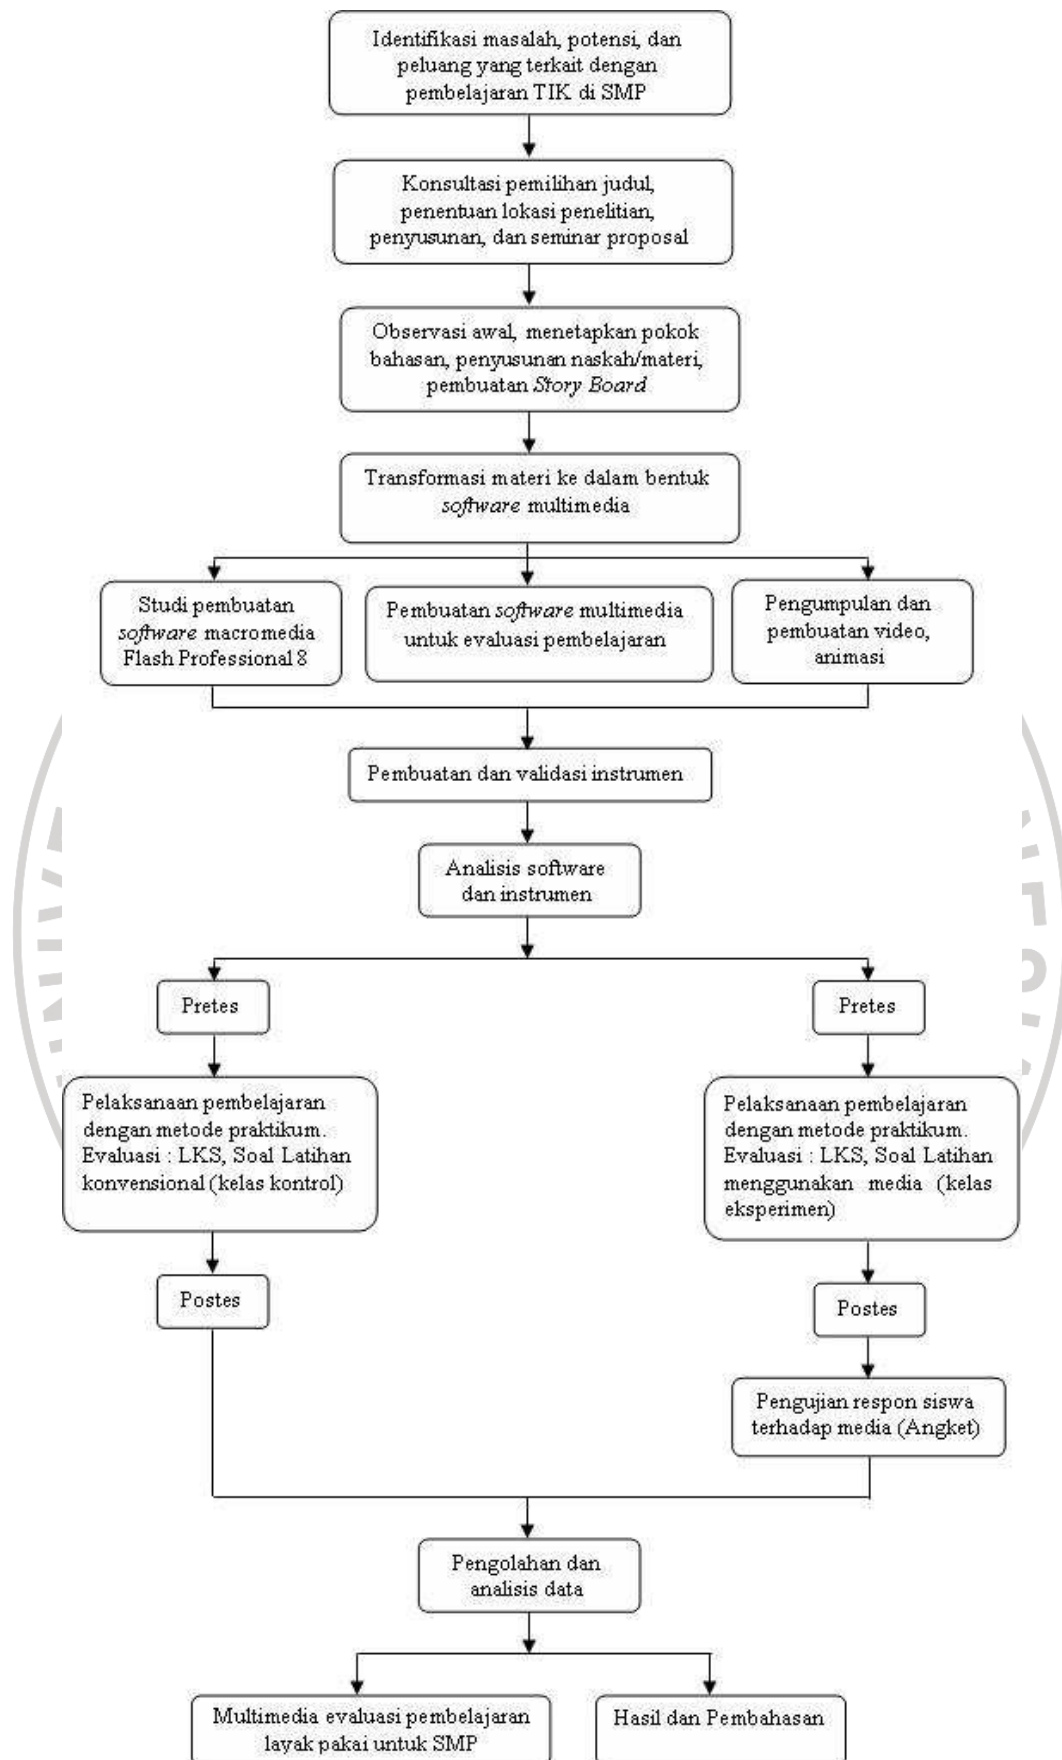 Identifikasi masalah, potensi, dan
peluang yang terkait dengan
pembelajaran TIK di SMP
Konsultasi pemilihan judul,
penentuan lokasi penelitian,
penyusunan, dan seminar proposal
Observasi awal, menetapkan pokok
bahasan, penyusunan naskah/materi,
pembuatan Story Board
Transformasi materi ke dalam bentuk
software multimedia
Studi pembuatan
software macromedia
Flash Professional 8
Pembuatan software multimedia
untuk evaluasi pembelajaran
Pengumpulan dan
pembuatan video,
animasi
Pembuatan dan validasi instrumen
Analisis software
dan instrumen
Pretes
Pretes
Pelaksanaan pembelajaran
dengan metode praktikum.
Evaluasi : LKS, Soal Latihan
konvensional (kelas kontrol)
Pelaksanaan pembelajaran
dengan metode praktikum.
Evaluasi : LKS, Soal Latihan
menggunakan media (kelas
eksperimen)
Postes
Postes
Pengujian respon siswa
terhadap media (Angket)
Pengolahan dan
analisis data
Multimedia evaluasi pembelajaran
layak pakai untuk SMP
Hasil dan Pembahasan